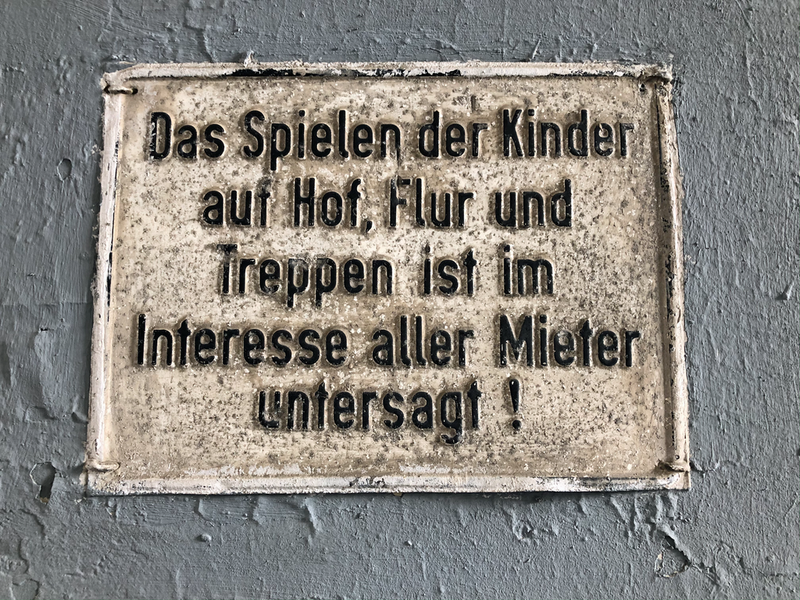 Das Spielen der Kinder
auf Hof, Flur und
Treppen ist im
Interesse aller Mieter
untersagt !